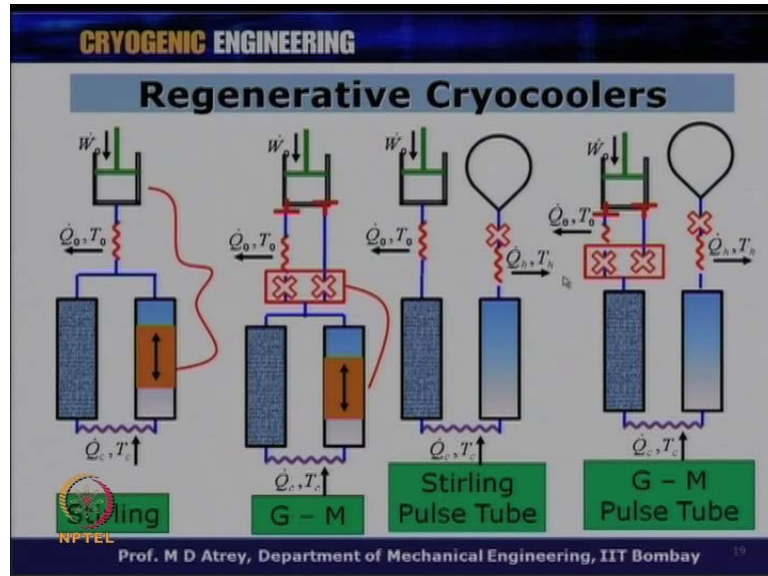 CRYOGENIC ENGINEERING
Regenerative Cryocoolers
Ẇ₀ Ẇ₀ Ẇ₀ Ẇ₀
Q̇₀,T₀ Q̇₀,T₀ Q̇₀,T₀ Q̇ₕ,Tₕ Q̇₀,T₀ Q̇ₕ,Tₕ
Q̇c,Tc Q̇c,Tc Q̇c,Tc Q̇c,Tc
Stirling
G – M
Stirling
Pulse Tube
G – M
Pulse Tube
NPTEL
Prof. M D Atrey, Department of Mechanical Engineering, IIT Bombay 19